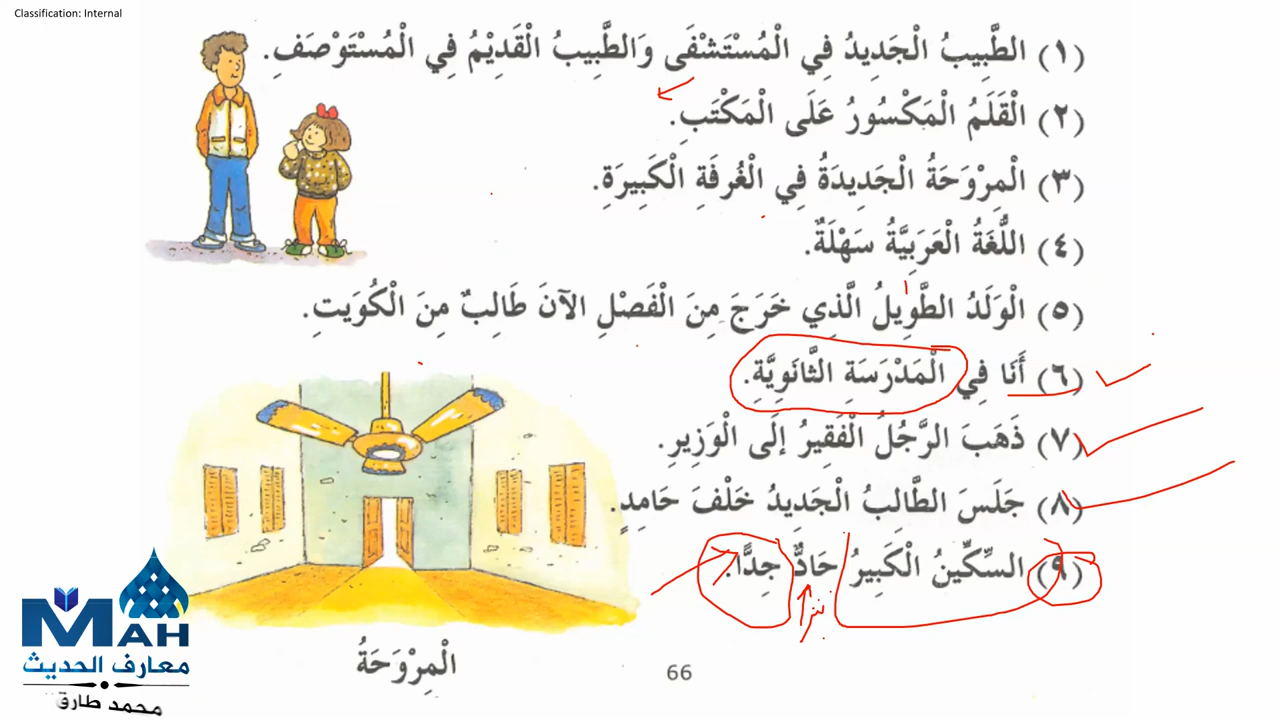 Classification: Internal
(١) الطَّبِيبُ الْجَدِيدُ فِي الْمُسْتَشْفَى وَالطَّبِيبُ الْقَدِيْمُ فِي الْمُسْتَوْصَفِ.
(٢) الْقَلَمُ الْمَكْسُورُ عَلَى الْمَكْتَبِ.
(٣) الْمِرْوَحَةُ الْجَدِيدَةُ فِي الْغُرفَةِ الْكَبِيرَةِ.
(٤) اللُّغَةُ الْعَرَبِيَّةُ سَهْلَةٌ.
(٥) الْوَلَدُ الطَّوِيلُ الَّذِي خَرَجَ مِنَ الْفَصْلِ الآنَ طَالِبٌ مِنَ الْكُوَيتِ.
(٦) أَنَا فِي الْمَدْرَسَةِ الثَّانَوِيَّةِ.
(٧) ذَهَبَ الرَّجُلُ الْفَقِيرُ إِلَى الْوَزِيرِ.
(٨) جَلَسَ الطَّالِبُ الْجَدِيدُ خَلْفَ حَامِدٍ.
(٩) السِّكِّينُ الْكَبِيرُ حَادٌّ جِدًّا.
الْمِرْوَحَةُ
66
MAH
معارف الحديث
محمد طارق